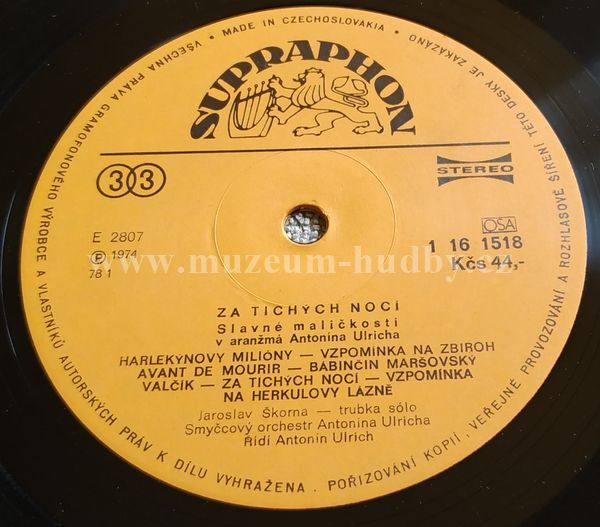 VŠECHNA PRÁVA GRAMOFONOVÉHO VÝROBCE A VLASTNÍKŮ AUTORSKÝCH PRÁV K DÍLU VYHRAŽENA . POŘIZOVÁNÍ KOPIÍ , VEŘEJNÉ PROVOZOVÁNÍ A ROZHLASOVÉ ŠÍŘENÍ TÉTO DESKY JE ZAKÁZÁNO
• MADE IN CZECHOSLOVAKIA •
SUPRAPHON
33
STEREO
E 2807
OSA
Ⓟ 1974
1 16 1518
78 1
Kčs 44,-
www.muzeum-hudby.cz
ZA TICHÝCH NOCÍ
Slavné maličkosti
v aranžmá Antonína Ulricha
HARLEKÝNOVY MILIÓNY — VZPOMÍNKA NA ZBIROH
AVANT DE MOURIR — BABINČIN MARŠOVSKÝ
VALČÍK — ZA TICHÝCH NOCÍ — VZPOMÍNKA
NA HERKULOVY LÁZNĚ
Jaroslav Škorna — trubka sólo
Smyčcový orchestr Antonína Ulricha
Řídí Antonín Ulrich